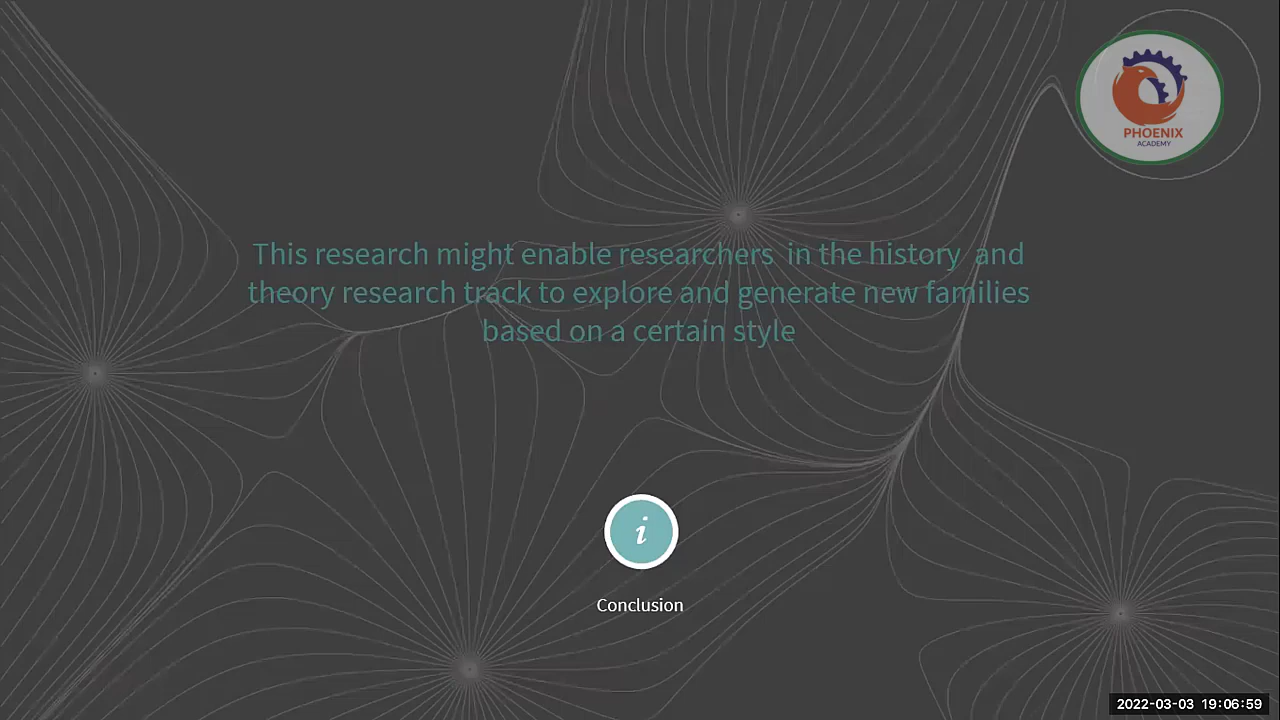 PHOENIX
ACADEMY
This research might enable researchers  in the history  and
theory research track to explore and generate new families
based on a certain style
i
Conclusion
2022-03-03 19:06:59